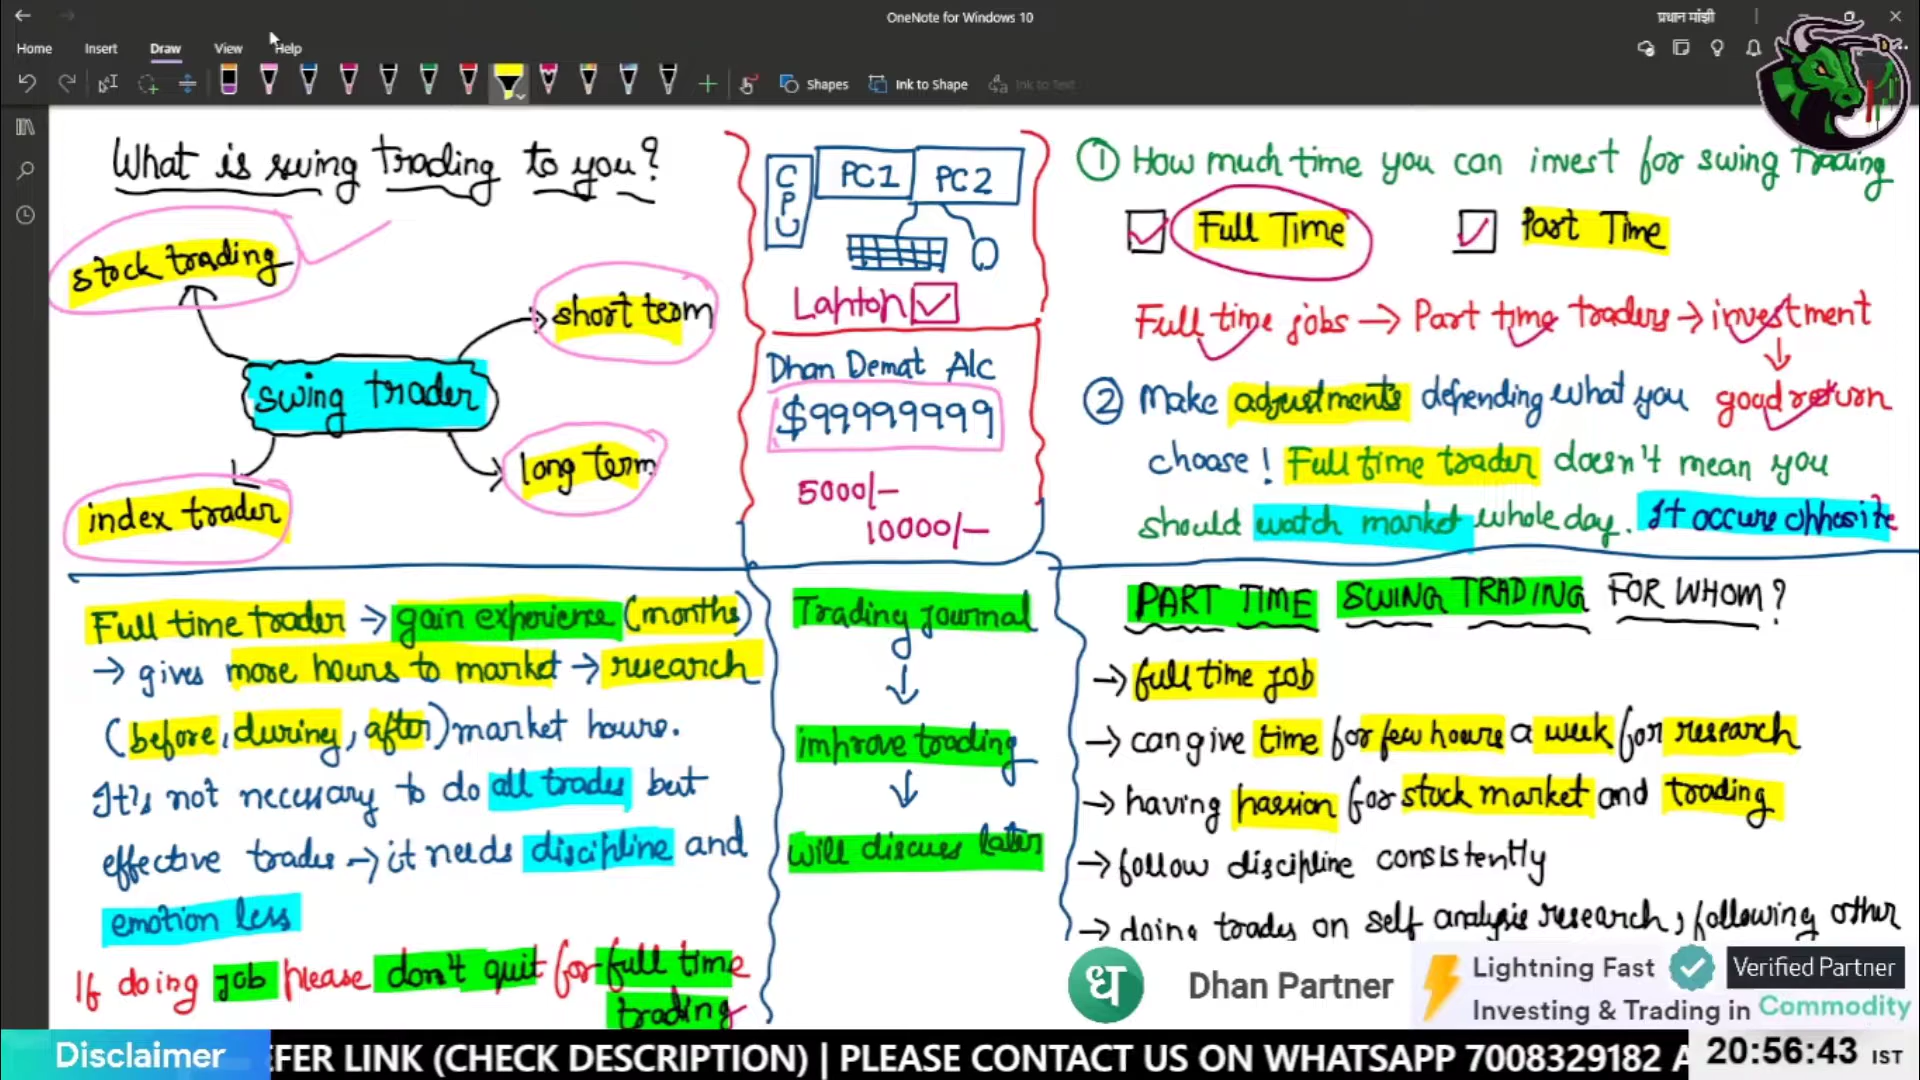 OneNote for Windows 10
प्रधान मांझी
Home Insert Draw View Help
Shapes Ink to Shape Ink to Text
What is swing trading to you?
stock trading
short term
swing trader
long term
index trader
CPU
PC1 PC2
Laptop
Dhan Demat A/c
$99999999
5000/-
10000/-
① How much time you can invest for swing trading
Full Time Part Time
Full time jobs → Part time traders → investment
↓
② Make adjustments depending what you good return
choose! Full time trader doesn't mean you
should watch market whole day. It occurs opposite
Full time trader → gain experience (months)
→ gives more hours to market → research
(before, during, after) market hours.
It's not necessary to do all trades but
effective trades → it needs discipline and
emotion less
If doing job please don't quit for full time
trading
Trading journal
↓
improve trading
↓
will discuss later
PART TIME SWING TRADING FOR WHOM?
→ full time job
→ can give time for few hours a week for research
→ having passion for stock market and trading
→ follow discipline consistently
→ doing trades on self analysis research, following other
ध Dhan Partner
Lightning Fast Verified Partner
Investing & Trading in Commodity
Disclaimer
EFER LINK (CHECK DESCRIPTION) | PLEASE CONTACT US ON WHATSAPP 7008329182 A
20:56:43 IST